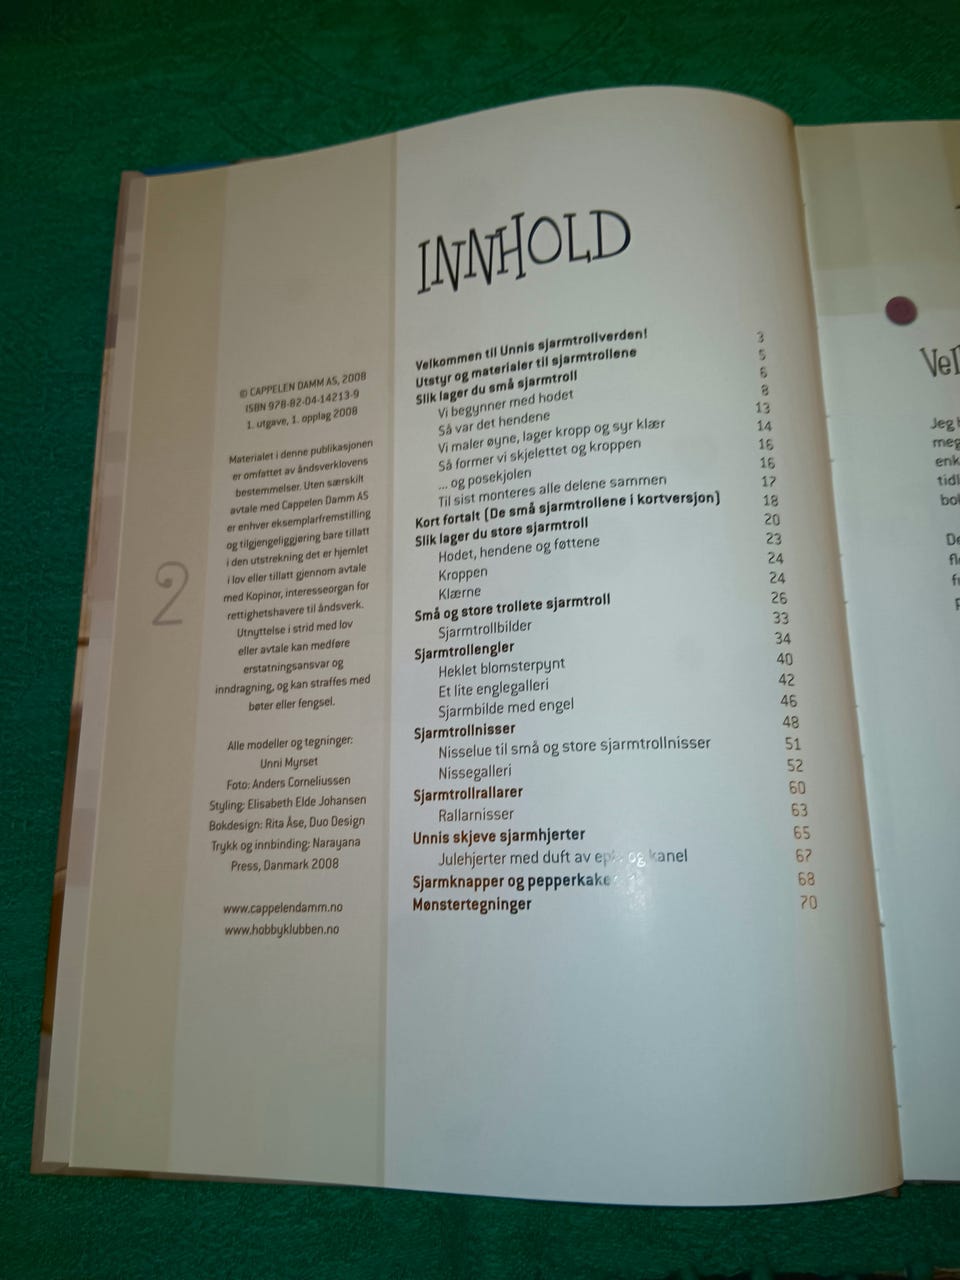 INNHOLD
Velkommen til Unnis sjarmtrollverden! 3
Utstyr og materialer til sjarmtrollene 5
Slik lager du små sjarmtroll 6
Vi begynner med hodet 8
Så var det hendene 13
Vi maler øyne, lager kropp og syr klær 14
Så former vi skjelettet og kroppen 16
... og posekjolen 16
Til sist monteres alle delene sammen 17
Kort fortalt (De små sjarmtrollene i kortversjon) 18
Slik lager du store sjarmtroll 20
Hodet, hendene og føttene 23
Kroppen 24
Klærne 24
Små og store trollete sjarmtroll 26
Sjarmtrollbilder 33
Sjarmtrollengler 34
Heklet blomsterpynt 40
Et lite englegalleri 42
Sjarmbilde med engel 46
Sjarmtrollnisser 48
Nisselue til små og store sjarmtrollnisser 51
Nissegalleri 52
Sjarmtrollrallarer 60
Rallarnisser 63
Unnis skjeve sjarmhjerter 65
Julehjerter med duft av og kanel 67
Sjarmknapper og 68
Mønstertegninger 70
© CAPPELEN DAMM AS, 2008
ISBN 978-82-04-14213-9
1. utgave, 1. opplag 2008
Materialet i denne publikasjonen
er omfattet av åndsverklovens
bestemmelser. Uten særskilt
avtale med Cappelen Damm AS
er enhver eksemplarfremstilling
og tilgjengeliggjøring bare tillatt
i den utstrekning det er hjemlet
i lov eller tillatt gjennom avtale
med Kopinor, interesseorgan for
rettighetshavere til åndsverk.
Utnyttelse i strid med lov
eller avtale kan medføre
erstatningsansvar og
inndragning, og kan straffes med
bøter eller fengsel.
Alle modeller og tegninger:
Unni Myrset
Foto: Anders Corneliussen
Styling: Elisabeth Elde Johansen
Bokdesign: Rita Åse, Duo Design
Trykk og innbinding: Narayana
Press, Danmark 2008
www.cappelendamm.no
www.hobbyklubben.no
2